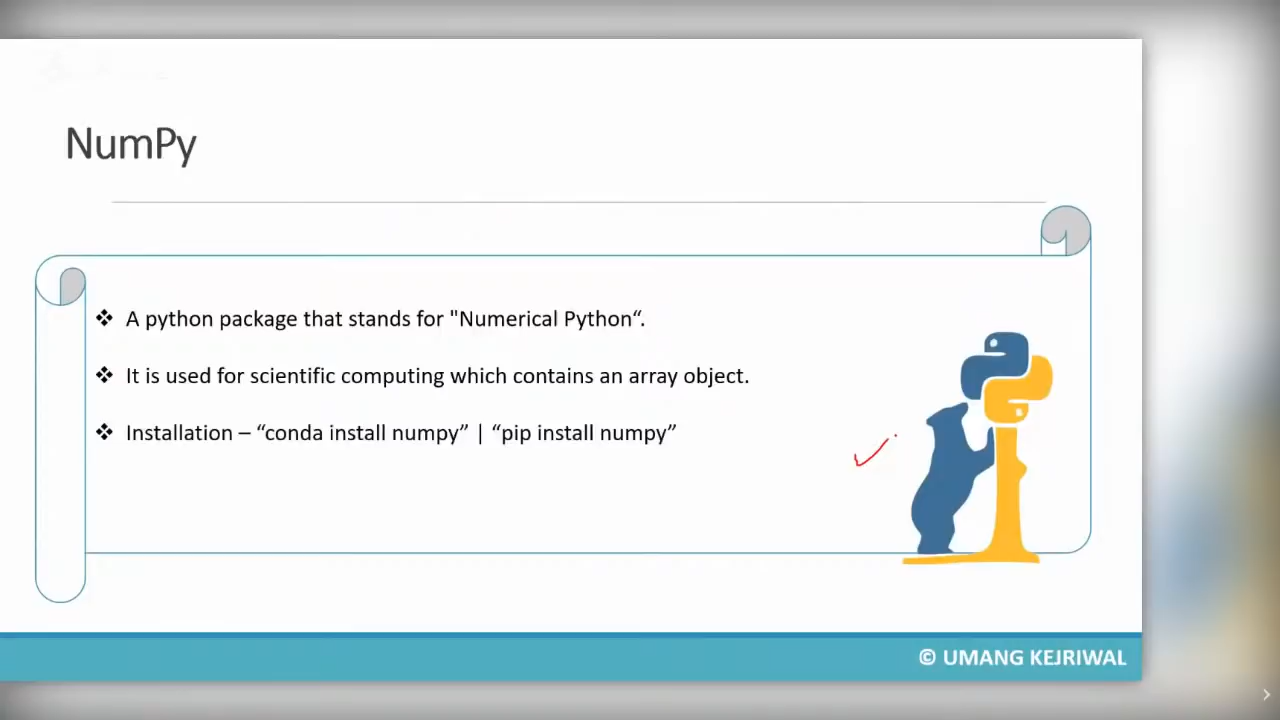 NumPy
❖ A python package that stands for "Numerical Python“.
❖ It is used for scientific computing which contains an array object.
❖ Installation – “conda install numpy” | “pip install numpy”
© UMANG KEJRIWAL